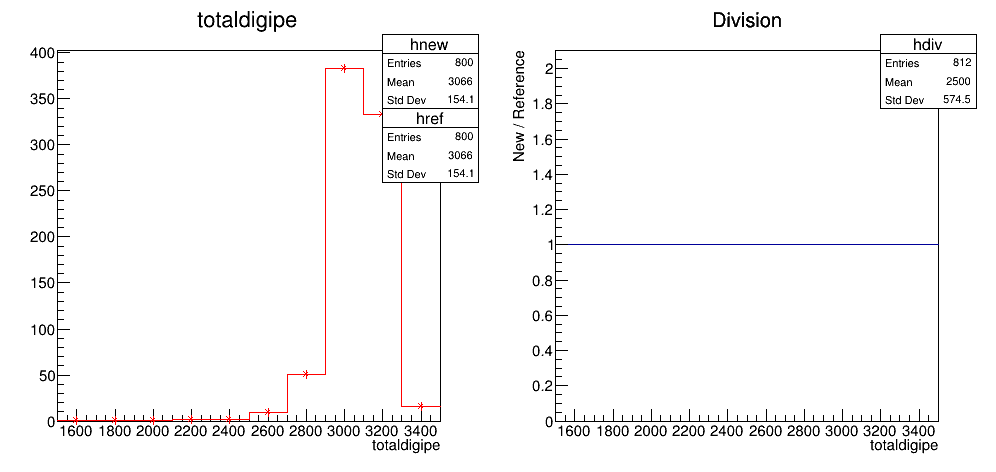 totaldigipe
hnew
Entries 800
Mean 3066
Std Dev 154.1
href
Entries 800
Mean 3066
Std Dev 154.1
400
350
300
250
200
150
100
50
0
1600 1800 2000 2200 2400 2600 2800 3000 3200 3400
totaldigipe
Division
hdiv
Entries 812
Mean 2500
Std Dev 574.5
New / Reference
2
1.8
1.6
1.4
1.2
1
0.8
0.6
0.4
0.2
0
1600 1800 2000 2200 2400 2600 2800 3000 3200 3400
totaldigipe